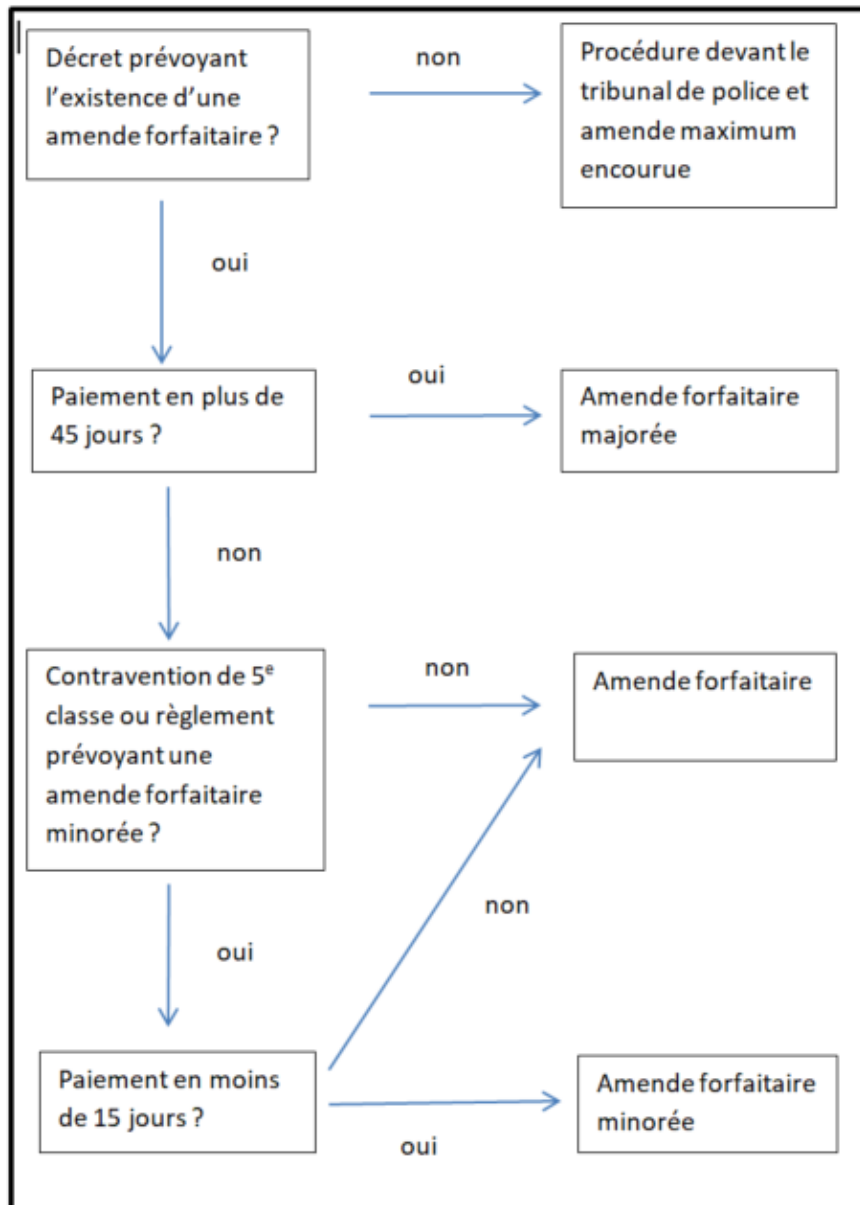 Décret prévoyant
l’existence d’une
amende forfaitaire ?
non
Procédure devant le
tribunal de police et
amende maximum
encourue
oui
Paiement en plus de
45 jours ?
oui
Amende forfaitaire
majorée
non
Contravention de 5e
classe ou règlement
prévoyant une
amende forfaitaire
minorée ?
non
Amende forfaitaire
non
oui
Paiement en moins
de 15 jours ?
oui
Amende forfaitaire
minorée